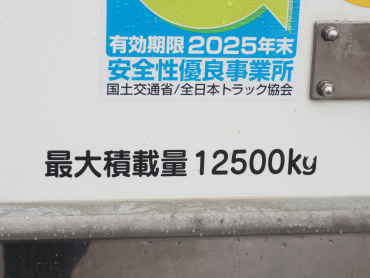 有効期限 2025年末
安全性優良事業所
国土交通省/全日本トラック協会
最大積載量 12500kg